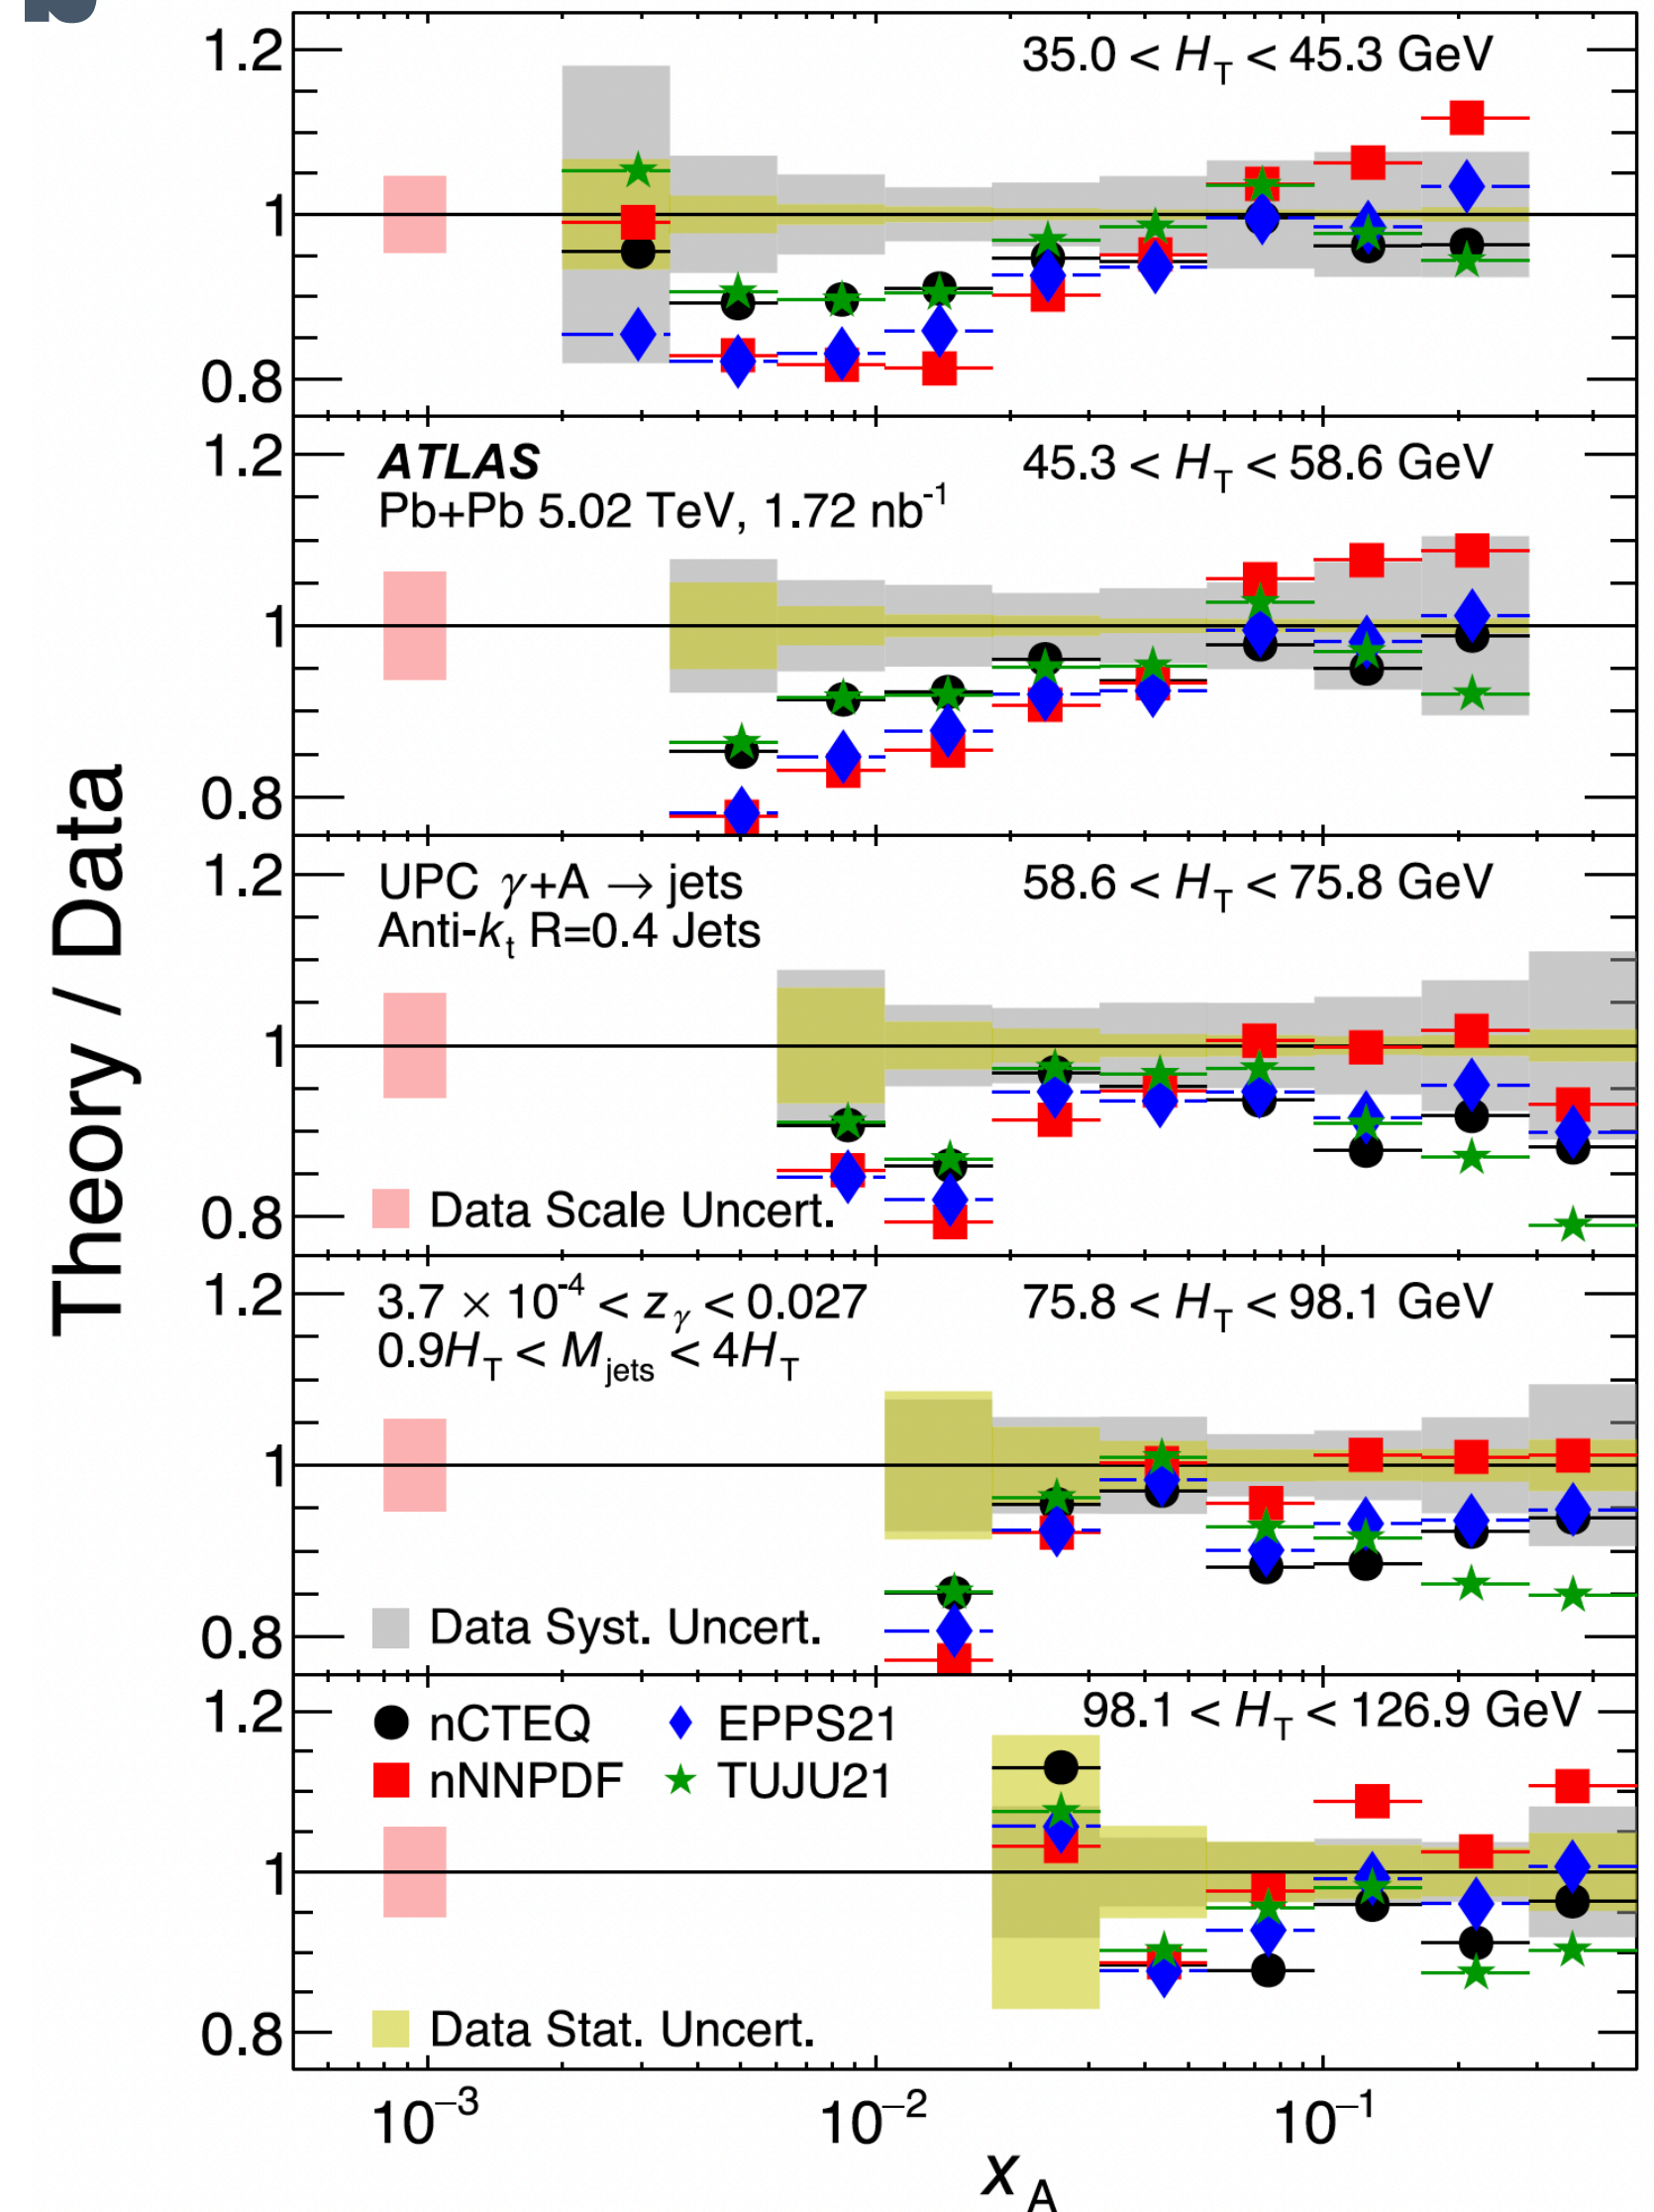 b
1.2
35.0 < H_T < 45.3 GeV
1
0.8
1.2
ATLAS
45.3 < H_T < 58.6 GeV
Pb+Pb 5.02 TeV, 1.72 nb⁻¹
1
0.8
Theory / Data
1.2
UPC γ+A → jets
58.6 < H_T < 75.8 GeV
Anti-k_t R=0.4 Jets
1
0.8
Data Scale Uncert.
1.2
3.7 × 10⁻⁴ < z_γ < 0.027
75.8 < H_T < 98.1 GeV
0.9H_T < M_jets < 4H_T
1
0.8
Data Syst. Uncert.
1.2
nCTEQ
EPPS21
98.1 < H_T < 126.9 GeV
nNNPDF
TUJU21
1
0.8
Data Stat. Uncert.
10⁻³
10⁻²
10⁻¹
x_A